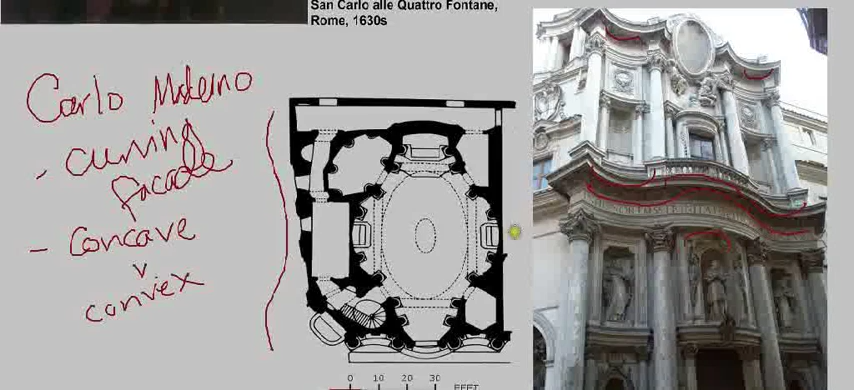 San Carlo alle Quattro Fontane,
Rome, 1630s
Carlo Maderno
- curving
facade
- Concave
v
convex
0 10 20 30 FEET